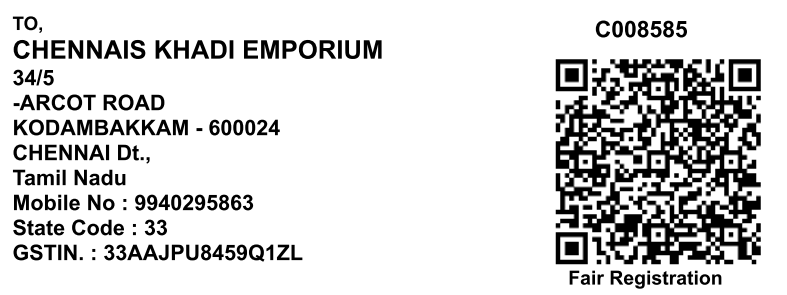 TO,
CHENNAIS KHADI EMPORIUM
34/5
-ARCOT ROAD
KODAMBAKKAM - 600024
CHENNAI Dt.,
Tamil Nadu
Mobile No : 9940295863
State Code : 33
GSTIN. : 33AAJPU8459Q1ZL
C008585
Fair Registration